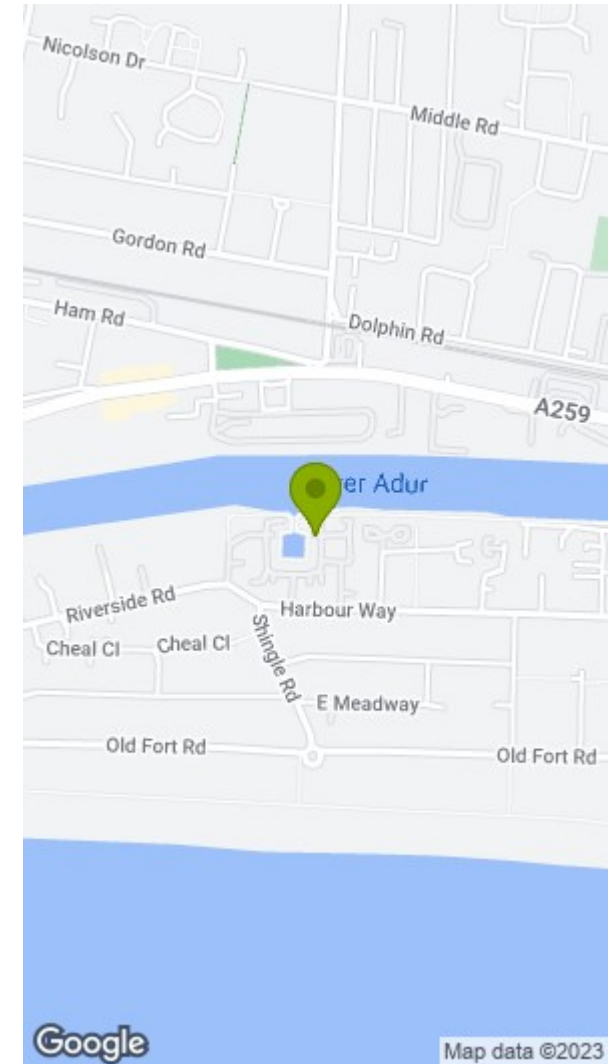 Nicolson Dr
Middle Rd
Gordon Rd
Ham Rd
Dolphin Rd
A259
Adur
Riverside Rd
Harbour Way
Cheal Cl
Cheal Cl
Shingle Rd
E Meadway
Old Fort Rd
Old Fort Rd
Google
Map data ©2023